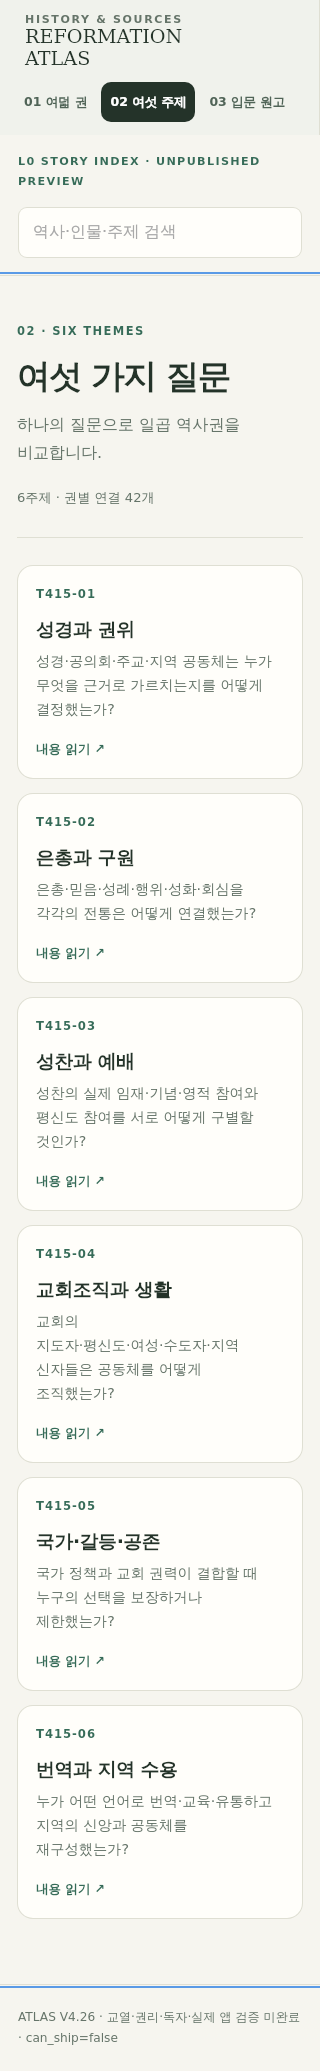 HISTORY & SOURCES
REFORMATION
ATLAS
01 여덟 권
02 여섯 주제
03 입문 원고
L0 STORY INDEX · UNPUBLISHED
PREVIEW
역사·인물·주제 검색
02 · SIX THEMES
여섯 가지 질문
하나의 질문으로 일곱 역사권을
비교합니다.
6주제 · 권별 연결 42개
T415-01
성경과 권위
성경·공의회·주교·지역 공동체는 누가
무엇을 근거로 가르치는지를 어떻게
결정했는가?
내용 읽기 ↗
T415-02
은총과 구원
은총·믿음·성례·행위·성화·회심을
각각의 전통은 어떻게 연결했는가?
내용 읽기 ↗
T415-03
성찬과 예배
성찬의 실제 임재·기념·영적 참여와
평신도 참여를 서로 어떻게 구별할
것인가?
내용 읽기 ↗
T415-04
교회조직과 생활
교회의
지도자·평신도·여성·수도자·지역
신자들은 공동체를 어떻게
조직했는가?
내용 읽기 ↗
T415-05
국가·갈등·공존
국가 정책과 교회 권력이 결합할 때
누구의 선택을 보장하거나
제한했는가?
내용 읽기 ↗
T415-06
번역과 지역 수용
누가 어떤 언어로 번역·교육·유통하고
지역의 신앙과 공동체를
재구성했는가?
내용 읽기 ↗
ATLAS V4.26 · 교열·권리·독자·실제 앱 검증 미완료
· can_ship=false